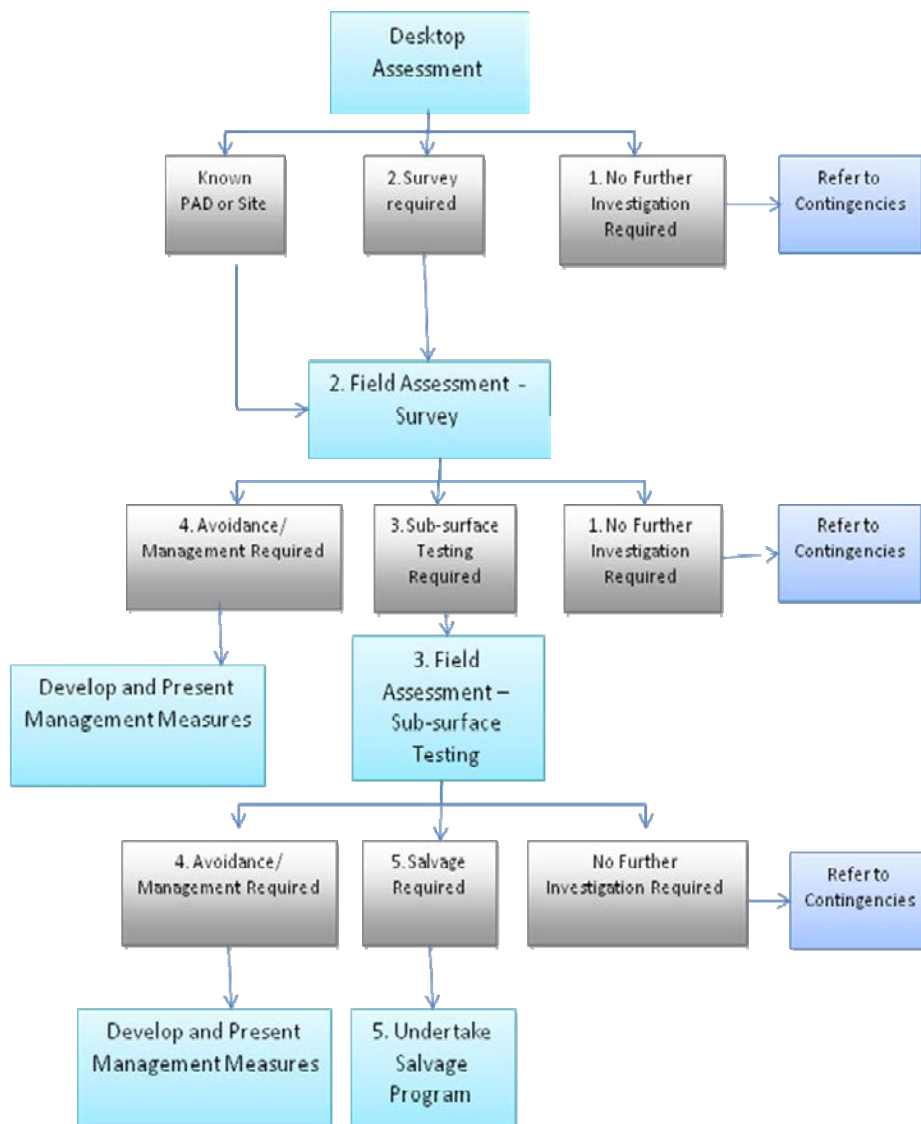 Desktop
Assessment
Known
PAD or Site
2.Survey
required
1. No Further
Investigation
Required
Refer to
Contingencies
2. Field Assessment -
Survey
4. Avoidance/
Management Required
3.Sub-surface
Testing
Required
1. No Further
Investigation
Required
Refer to
Contingencies
Develop and Present
Management Measures
3. Field
Assessment –
Sub-surface
Testing
4. Avoidance/
Management Required
5.Salvage
Required
No Further
Investigation Required
Refer to
Contingencies
Develop and Present
Management Measures
5. Undertake
Salvage
Program